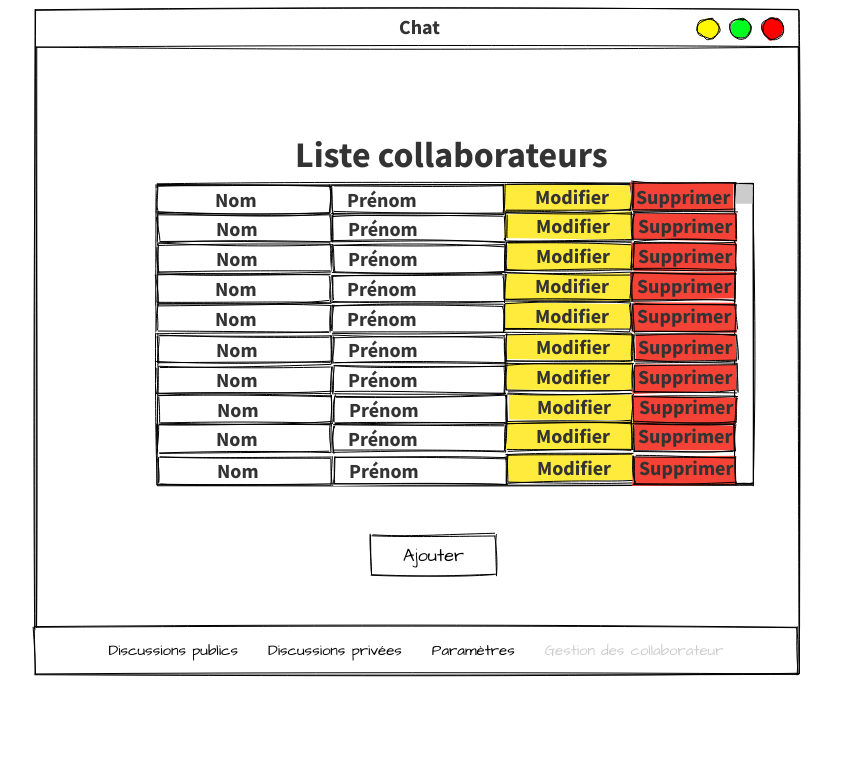 Chat
Liste collaborateurs
Nom Prénom Modifier Supprimer
Nom Prénom Modifier Supprimer
Nom Prénom Modifier Supprimer
Nom Prénom Modifier Supprimer
Nom Prénom Modifier Supprimer
Nom Prénom Modifier Supprimer
Nom Prénom Modifier Supprimer
Nom Prénom Modifier Supprimer
Nom Prénom Modifier Supprimer
Nom Prénom Modifier Supprimer
Ajouter
Discussions publics Discussions privées Paramètres Gestion des collaborateur